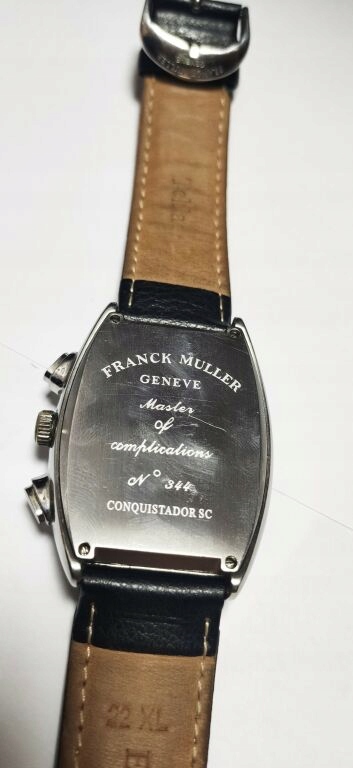 FRANCK MULLER
GENEVE
Master
of
complications
N° 344
CONQUISTADOR SC
22 XL